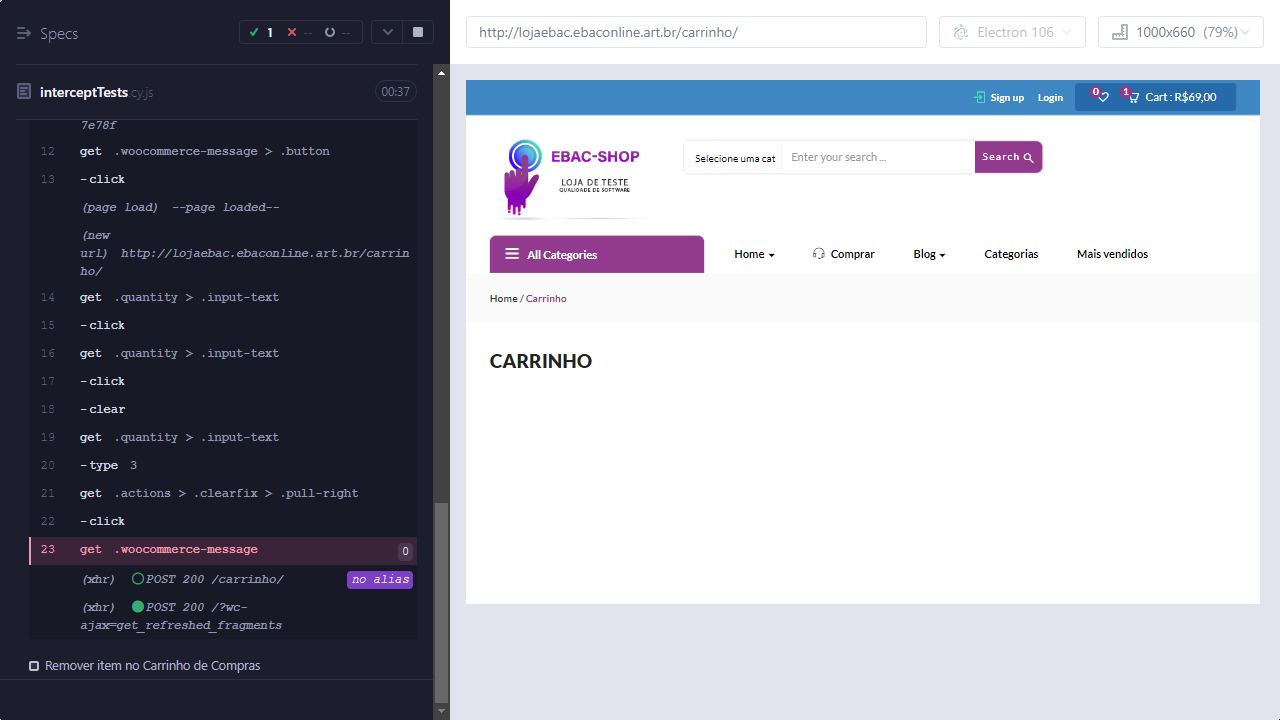 Specs
1
--
--
interceptTests.cy.js
00:37
7e78f
12 get .woocommerce-message > .button
13 -click
(page load) --page loaded--
(new
url) http://lojaebac.ebaconline.art.br/carrin
ho/
14 get .quantity > .input-text
15 -click
16 get .quantity > .input-text
17 -click
18 -clear
19 get .quantity > .input-text
20 -type 3
21 get .actions > .clearfix > .pull-right
22 -click
23 get .woocommerce-message 0
(xhr) POST 200 /carrinho/ no alias
(xhr) POST 200 /?wc-
ajax=get_refreshed_fragments
Remover item no Carrinho de Compras
http://lojaebac.ebaconline.art.br/carrinho/
Electron 106
1000x660 (79%)
Sign up
Login
0
1
Cart : R$69,00
EBAC-SHOP
LOJA DE TESTE
QUALIDADE DE SOFTWARE
Selecione uma cat
Enter your search ...
Search
All Categories
Home
Comprar
Blog
Categorias
Mais vendidos
Home / Carrinho
CARRINHO